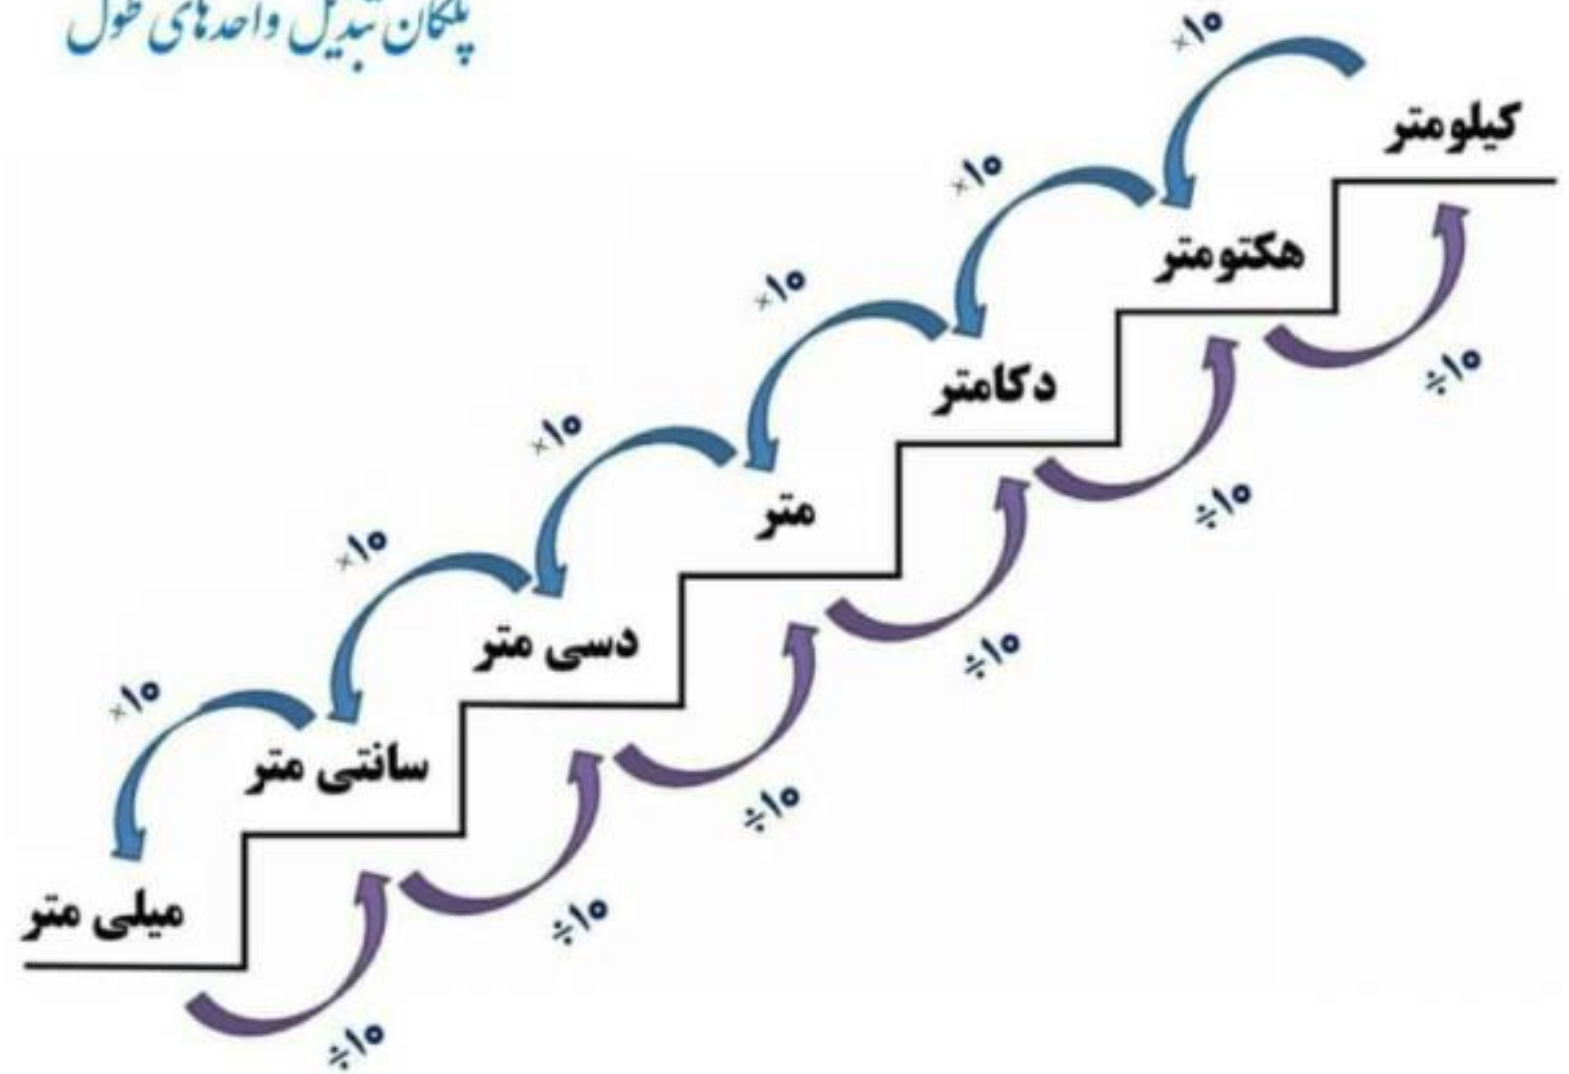 پلکان تبدیل واحدهای طول
×۱۰
کیلومتر
×۱۰
هکتومتر
×۱۰
÷۱۰
دکامتر
×۱۰
÷۱۰
متر
×۱۰
÷۱۰
دسی متر
×۱۰
÷۱۰
سانتی متر
÷۱۰
میلی متر
÷۱۰